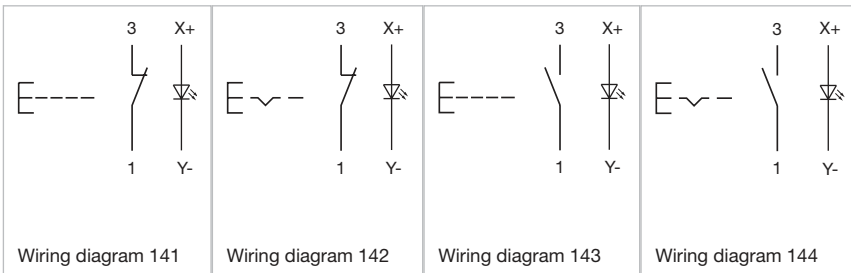 3 X+ 3 X+ 3 X+ 3 X+
1 Y- 1 Y- 1 Y- 1 Y-
Wiring diagram 141 Wiring diagram 142 Wiring diagram 143 Wiring diagram 144